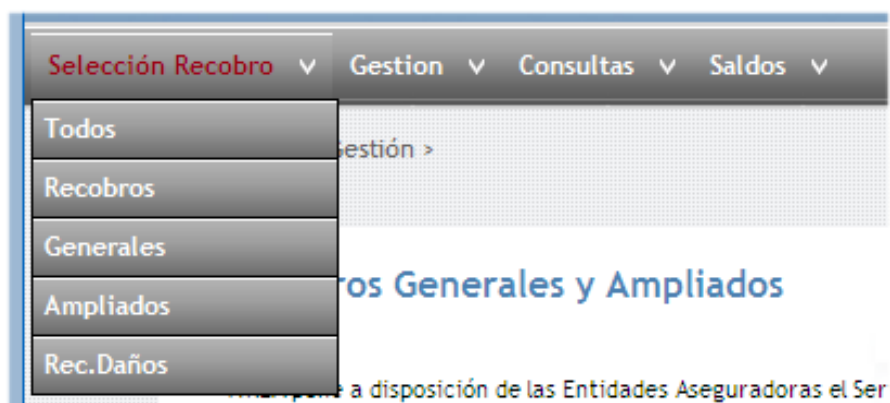 Selección Recobro Gestion Consultas Saldos
Todos
estión >
Recobros
Generales
ros Generales y Ampliados
Ampliados
Rec.Daños
a disposición de las Entidades Aseguradoras el Ser